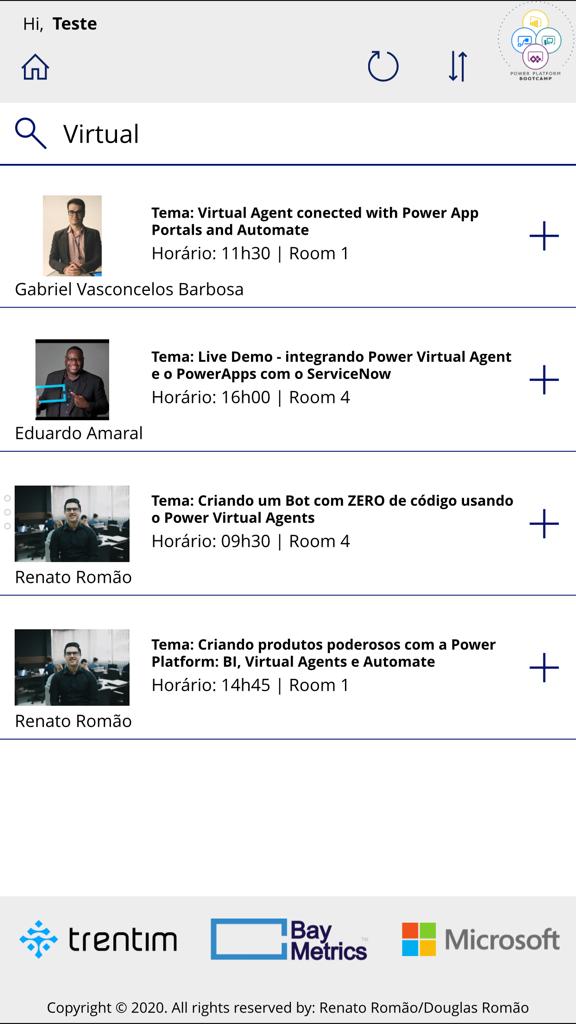 Hi, Teste
POWER PLATFORM
BOOTCAMP
Virtual
Tema: Virtual Agent conected with Power App
Portals and Automate
Horário: 11h30 | Room 1
Gabriel Vasconcelos Barbosa
Tema: Live Demo - integrando Power Virtual Agent
e o PowerApps com o ServiceNow
Horário: 16h00 | Room 4
Eduardo Amaral
Tema: Criando um Bot com ZERO de código usando
o Power Virtual Agents
Horário: 09h30 | Room 4
Renato Romão
Tema: Criando produtos poderosos com a Power
Platform: BI, Virtual Agents e Automate
Horário: 14h45 | Room 1
Renato Romão
trentim
Bay
Metrics™
Microsoft
Copyright © 2020. All rights reserved by: Renato Romão/Douglas Romão